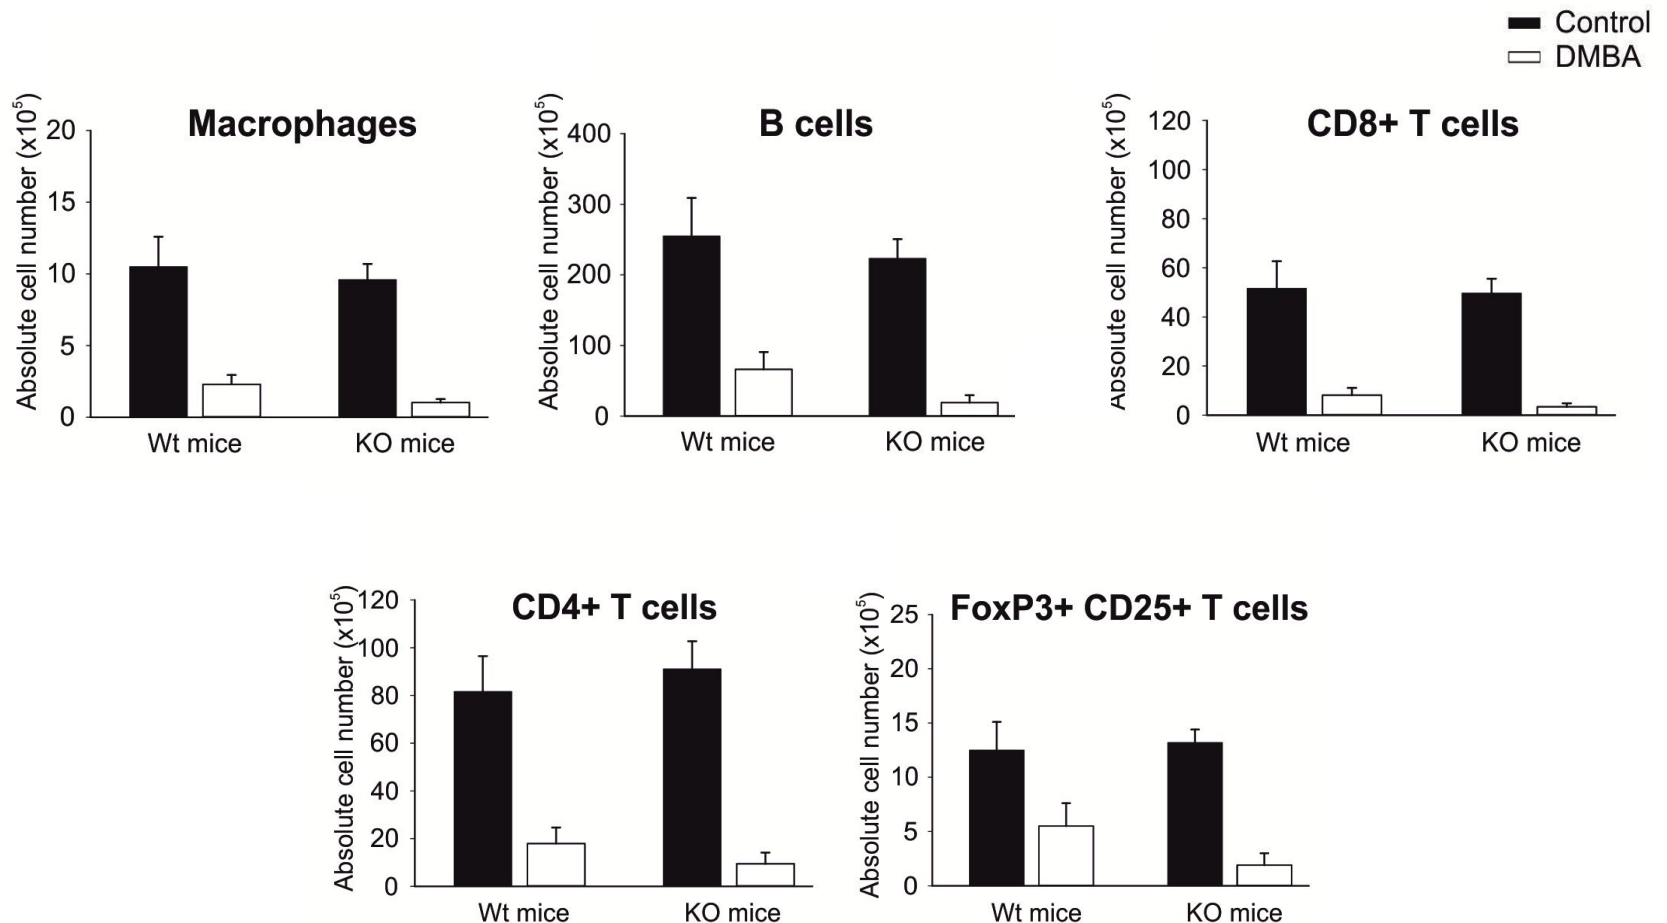 Control
DMBA
Macrophages
Absolute cell number (x10⁵)
20
15
10
5
0
Wt mice
KO mice
B cells
Absolute cell number (x10⁵)
400
300
200
100
0
Wt mice
KO mice
CD8+ T cells
Absolute cell number (x10⁵)
120
100
80
60
40
20
0
Wt mice
KO mice
CD4+ T cells
Absolute cell number (x10⁵)
120
100
80
60
40
20
0
Wt mice
KO mice
FoxP3+ CD25+ T cells
Absolute cell number (x10⁵)
25
20
15
10
5
0
Wt mice
KO mice